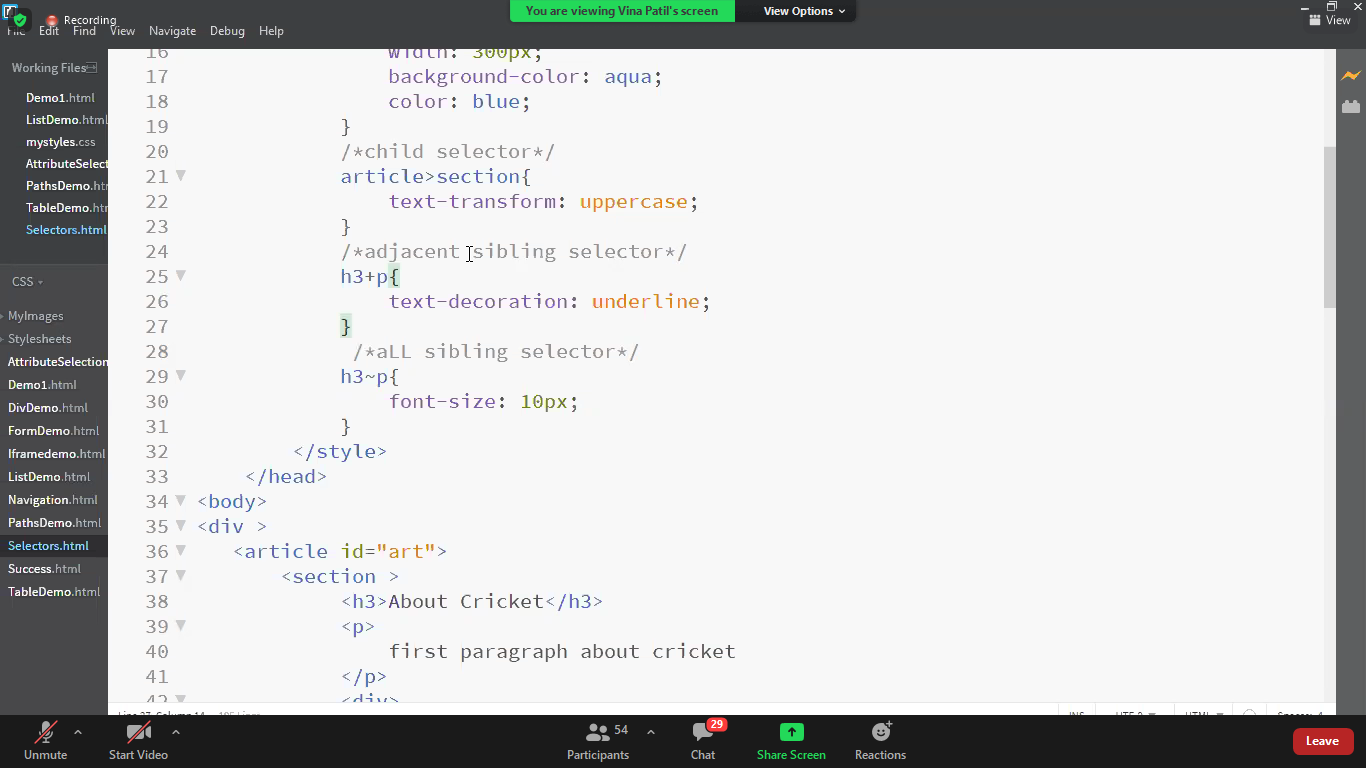 Recording
You are viewing Vina Patil's screen
View Options
View
File Edit Find View Navigate Debug Help
Working Files
Demo1.html
ListDemo.html
mystyles.css
AttributeSelect
PathsDemo.htm
TableDemo.htm
Selectors.html
CSS
MyImages
Stylesheets
AttributeSelection
Demo1.html
DivDemo.html
FormDemo.html
Iframedemo.html
ListDemo.html
Navigation.html
PathsDemo.html
Selectors.html
Success.html
TableDemo.html
16 width: 300px;
17 background-color: aqua;
18 color: blue;
19 }
20 /*child selector*/
21 article>section{
22 text-transform: uppercase;
23 }
24 /*adjacent sibling selector*/
25 h3+p{
26 text-decoration: underline;
27 }
28 /*aLL sibling selector*/
29 h3~p{
30 font-size: 10px;
31 }
32 </style>
33 </head>
34 <body>
35 <div >
36 <article id="art">
37 <section >
38 <h3>About Cricket</h3>
39 <p>
40 first paragraph about cricket
41 </p>
42 <div>
Unmute
Start Video
54
Participants
29
Chat
Share Screen
Reactions
Leave